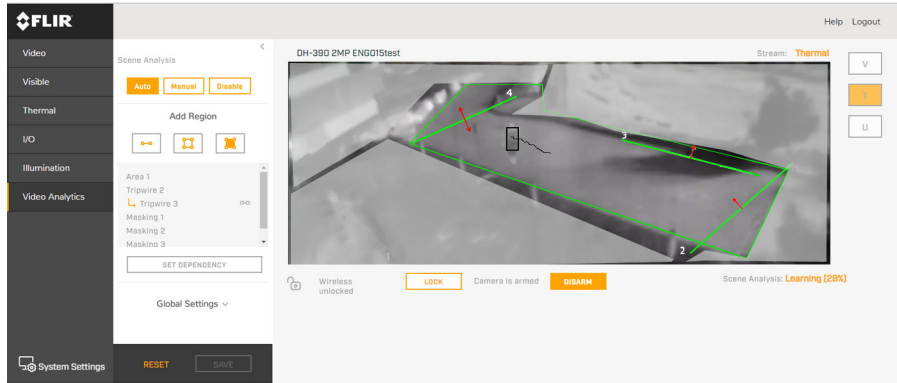 FLIR
Help Logout
Video
Visible
Thermal
I/O
Illumination
Video Analytics
System Settings
Scene Analysis
Auto Manual Disable
Add Region
Area 1
Tripwire 2
Tripwire 3
Masking 1
Masking 2
Masking 3
SET DEPENDENCY
Global Settings
RESET SAVE
DH-390 2MP ENG015test
Stream: Thermal
4
3
2
V
T
U
Wireless
unlocked
LOCK
Camera is armed
DISARM
Scene Analysis: Learning (28%)